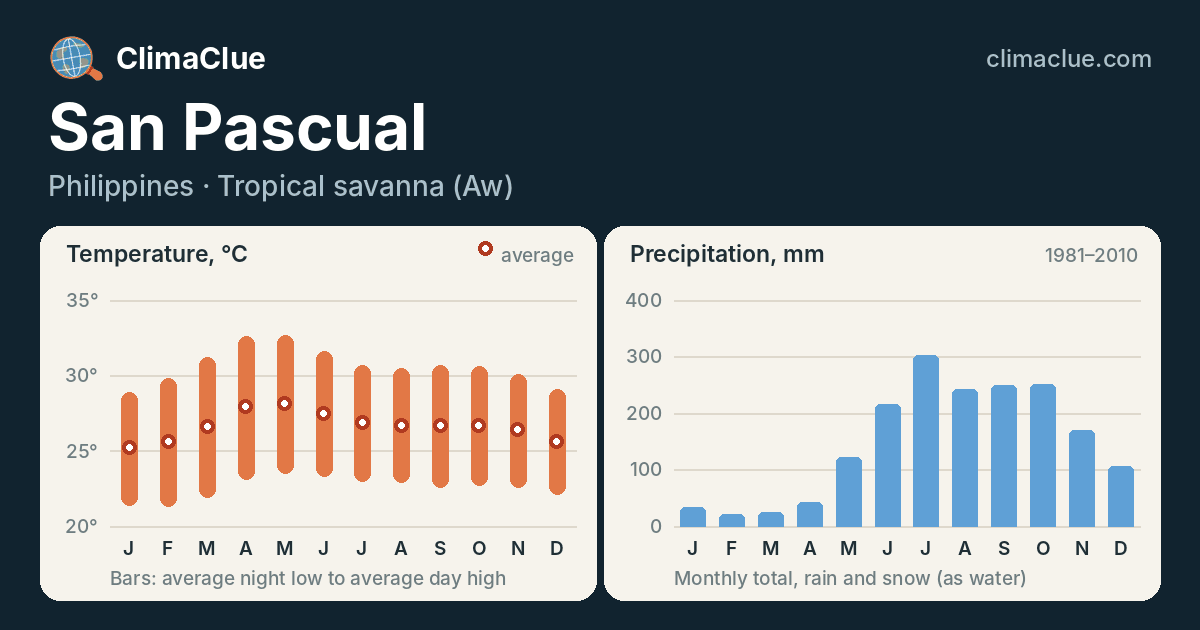 ClimaClue
climaclue.com
San Pascual
Philippines · Tropical savanna (Aw)
Temperature, °C
average
35°
30°
25°
20°
J F M A M J J A S O N D
Bars: average night low to average day high
Precipitation, mm
1981–2010
400
300
200
100
0
J F M A M J J A S O N D
Monthly total, rain and snow (as water)